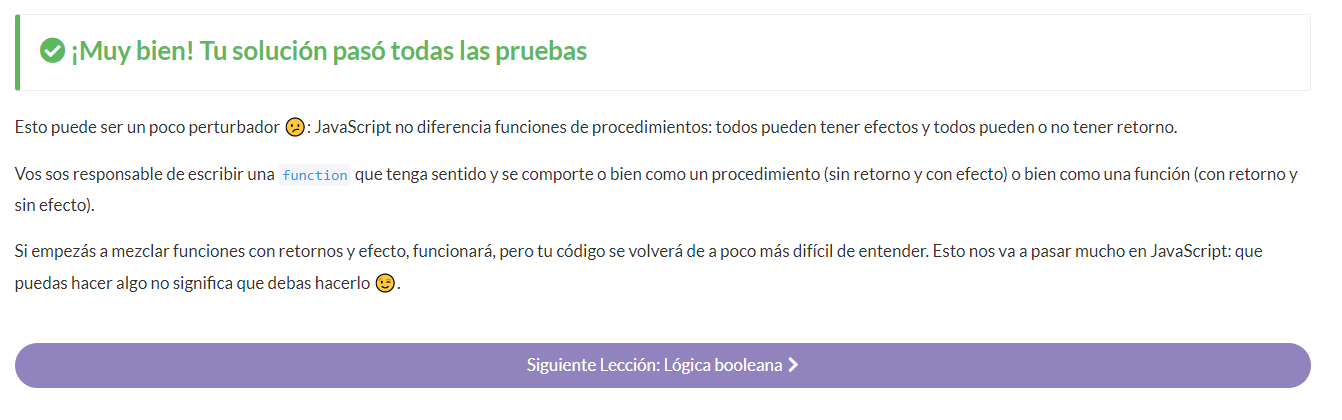 ¡Muy bien! Tu solución pasó todas las pruebas
Esto puede ser un poco perturbador 😕: JavaScript no diferencia funciones de procedimientos: todos pueden tener efectos y todos pueden o no tener retorno.
Vos sos responsable de escribir una function que tenga sentido y se comporte o bien como un procedimiento (sin retorno y con efecto) o bien como una función (con retorno y
sin efecto).
Si empezás a mezclar funciones con retornos y efecto, funcionará, pero tu código se volverá de a poco más difícil de entender. Esto nos va a pasar mucho en JavaScript: que
puedas hacer algo no significa que debas hacerlo 😉.
Siguiente Lección: Lógica booleana